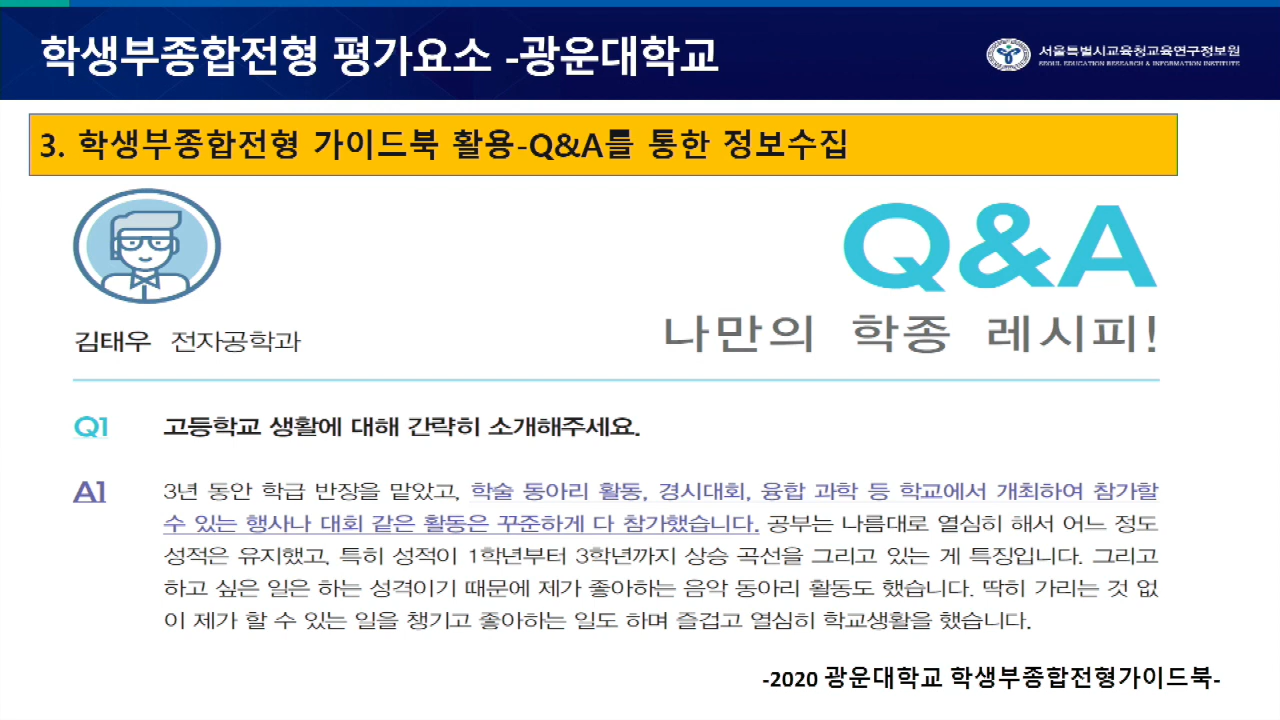 학생부종합전형 평가요소 -광운대학교
서울특별시교육청교육연구정보원
SEOUL EDUCATION RESEARCH & INFORMATION INSTITUTE
3. 학생부종합전형 가이드북 활용-Q&A를 통한 정보수집
Q&A
김태우 전자공학과
나만의 학종 레시피!
Q1 고등학교 생활에 대해 간략히 소개해주세요.
A1 3년 동안 학급 반장을 맡았고, 학술 동아리 활동, 경시대회, 융합 과학 등 학교에서 개최하여 참가할
수 있는 행사나 대회 같은 활동은 꾸준하게 다 참가했습니다. 공부는 나름대로 열심히 해서 어느 정도
성적은 유지했고, 특히 성적이 1학년부터 3학년까지 상승 곡선을 그리고 있는 게 특징입니다. 그리고
하고 싶은 일은 하는 성격이기 때문에 제가 좋아하는 음악 동아리 활동도 했습니다. 딱히 가리는 것 없
이 제가 할 수 있는 일을 챙기고 좋아하는 일도 하며 즐겁고 열심히 학교생활을 했습니다.
-2020 광운대학교 학생부종합전형가이드북-